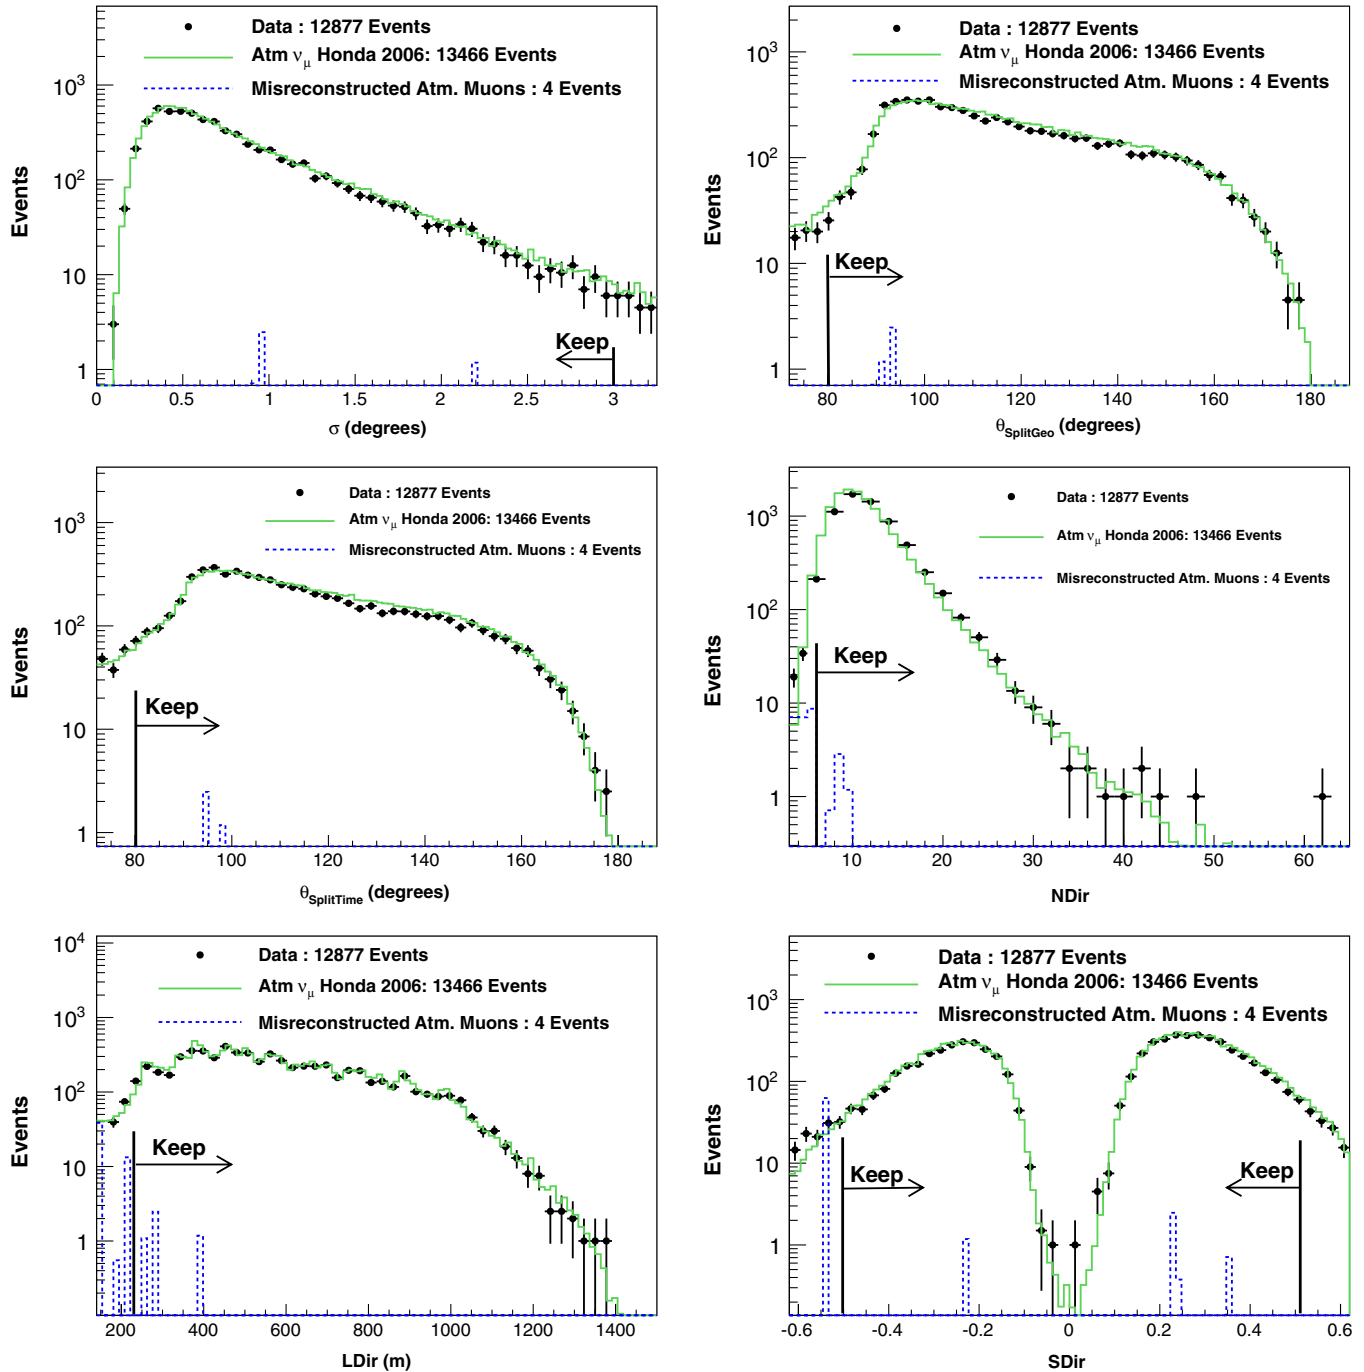 Data : 12877 Events
Atm νμ Honda 2006: 13466 Events
Misreconstructed Atm. Muons : 4 Events
Events
10³
10²
10
1
Keep
0 0.5 1 1.5 2 2.5 3
σ (degrees)
Data : 12877 Events
Atm νμ Honda 2006: 13466 Events
Misreconstructed Atm. Muons : 4 Events
Events
10³
10²
10
1
Keep
80 100 120 140 160 180
θSplitGeo (degrees)
Data : 12877 Events
Atm νμ Honda 2006: 13466 Events
Misreconstructed Atm. Muons : 4 Events
Events
10³
10²
10
1
Keep
80 100 120 140 160 180
θSplitTime (degrees)
Data : 12877 Events
Atm νμ Honda 2006: 13466 Events
Misreconstructed Atm. Muons : 4 Events
Events
10³
10²
10
1
Keep
10 20 30 40 50 60
NDir
Data : 12877 Events
Atm νμ Honda 2006: 13466 Events
Misreconstructed Atm. Muons : 4 Events
Events
10⁴
10³
10²
10
1
Keep
200 400 600 800 1000 1200 1400
LDir (m)
Data : 12877 Events
Atm νμ Honda 2006: 13466 Events
Misreconstructed Atm. Muons : 4 Events
Events
10³
10²
10
1
Keep
Keep
-0.6 -0.4 -0.2 0 0.2 0.4 0.6
SDir